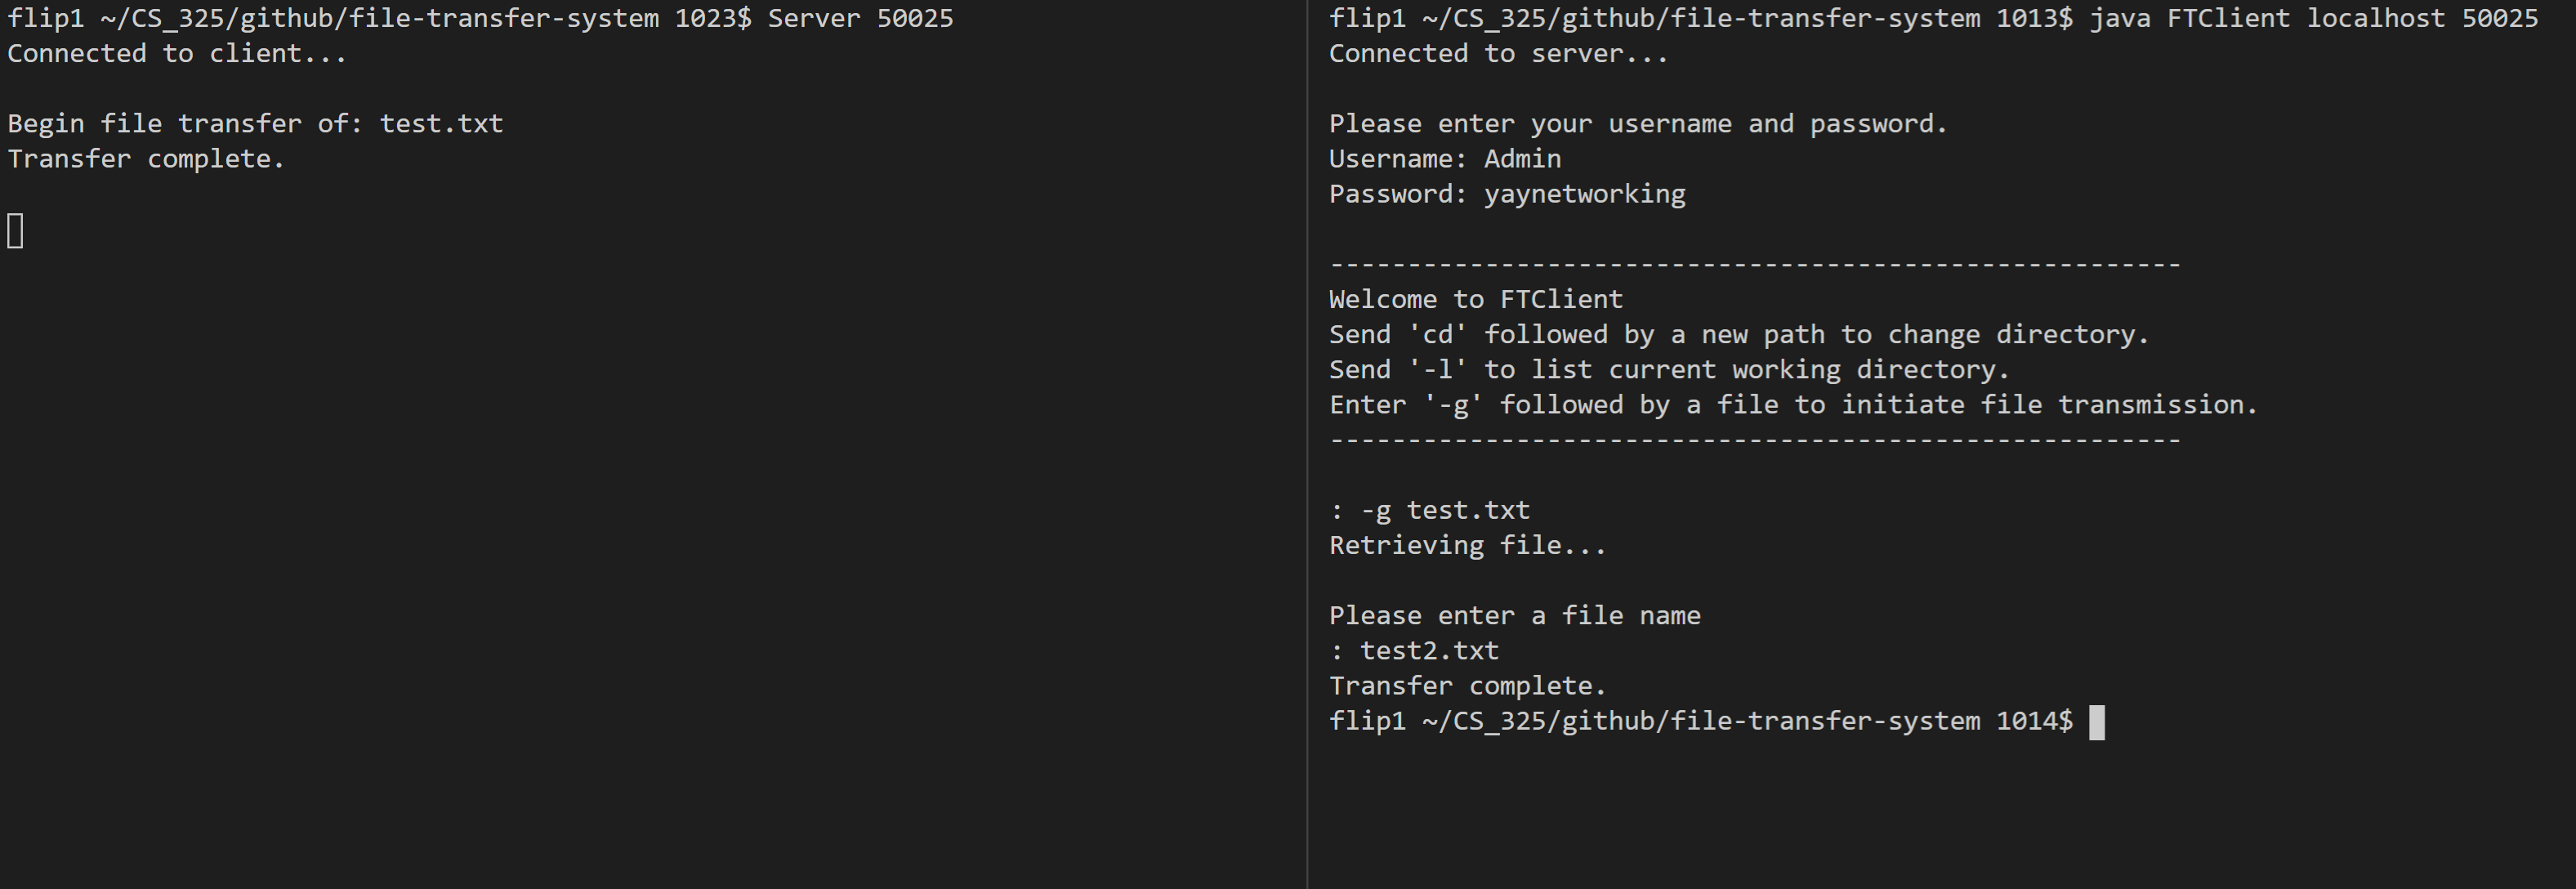 flip1 ~/CS_325/github/file-transfer-system 1023$ Server 50025
Connected to client...
Begin file transfer of: test.txt
Transfer complete.
flip1 ~/CS_325/github/file-transfer-system 1013$ java FTClient localhost 50025
Connected to server...
Please enter your username and password.
Username: Admin
Password: yaynetworking
-------------------------------------------------------
Welcome to FTClient
Send 'cd' followed by a new path to change directory.
Send '-l' to list current working directory.
Enter '-g' followed by a file to initiate file transmission.
-------------------------------------------------------
: -g test.txt
Retrieving file...
Please enter a file name
: test2.txt
Transfer complete.
flip1 ~/CS_325/github/file-transfer-system 1014$